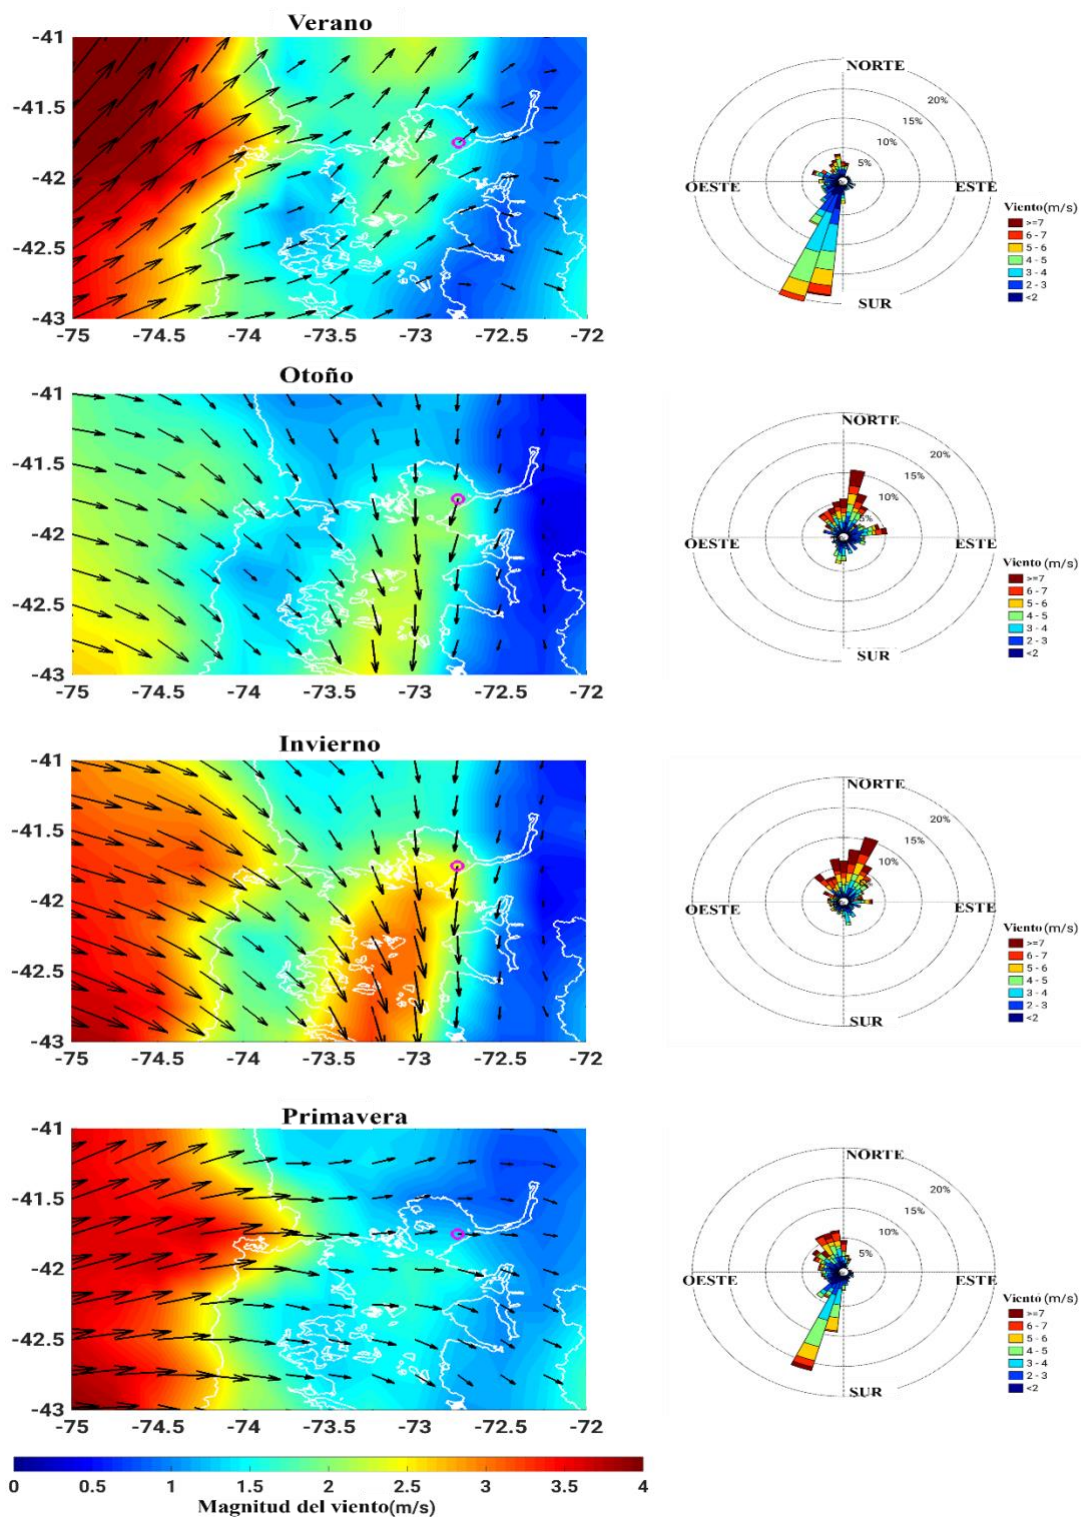 Verano
-41
-41.5
-42
-42.5
-43
-75 -74.5 -74 -73.5 -73 -72.5 -72
NORTE
20%
15%
10%
5%
OESTE ESTE
SUR
Viento(m/s)
>=7
6 - 7
5 - 6
4 - 5
3 - 4
2 - 3
<2
Otoño
-41
-41.5
-42
-42.5
-43
-75 -74.5 -74 -73.5 -73 -72.5 -72
NORTE
20%
15%
10%
5%
OESTE ESTE
SUR
Viento (m/s)
>=7
6 - 7
5 - 6
4 - 5
3 - 4
2 - 3
<2
Invierno
-41
-41.5
-42
-42.5
-43
-75 -74.5 -74 -73.5 -73 -72.5 -72
NORTE
20%
15%
10%
OESTE ESTE
SUR
Viento(m/s)
>=7
6 - 7
5 - 6
4 - 5
3 - 4
2 - 3
<2
Primavera
-41
-41.5
-42
-42.5
-43
-75 -74.5 -74 -73.5 -73 -72.5 -72
NORTE
20%
15%
10%
5%
OESTE ESTE
SUR
Viento (m/s)
>=7
6 - 7
5 - 6
4 - 5
3 - 4
2 - 3
<2
0 0.5 1 1.5 2 2.5 3 3.5 4
Magnitud del viento(m/s)